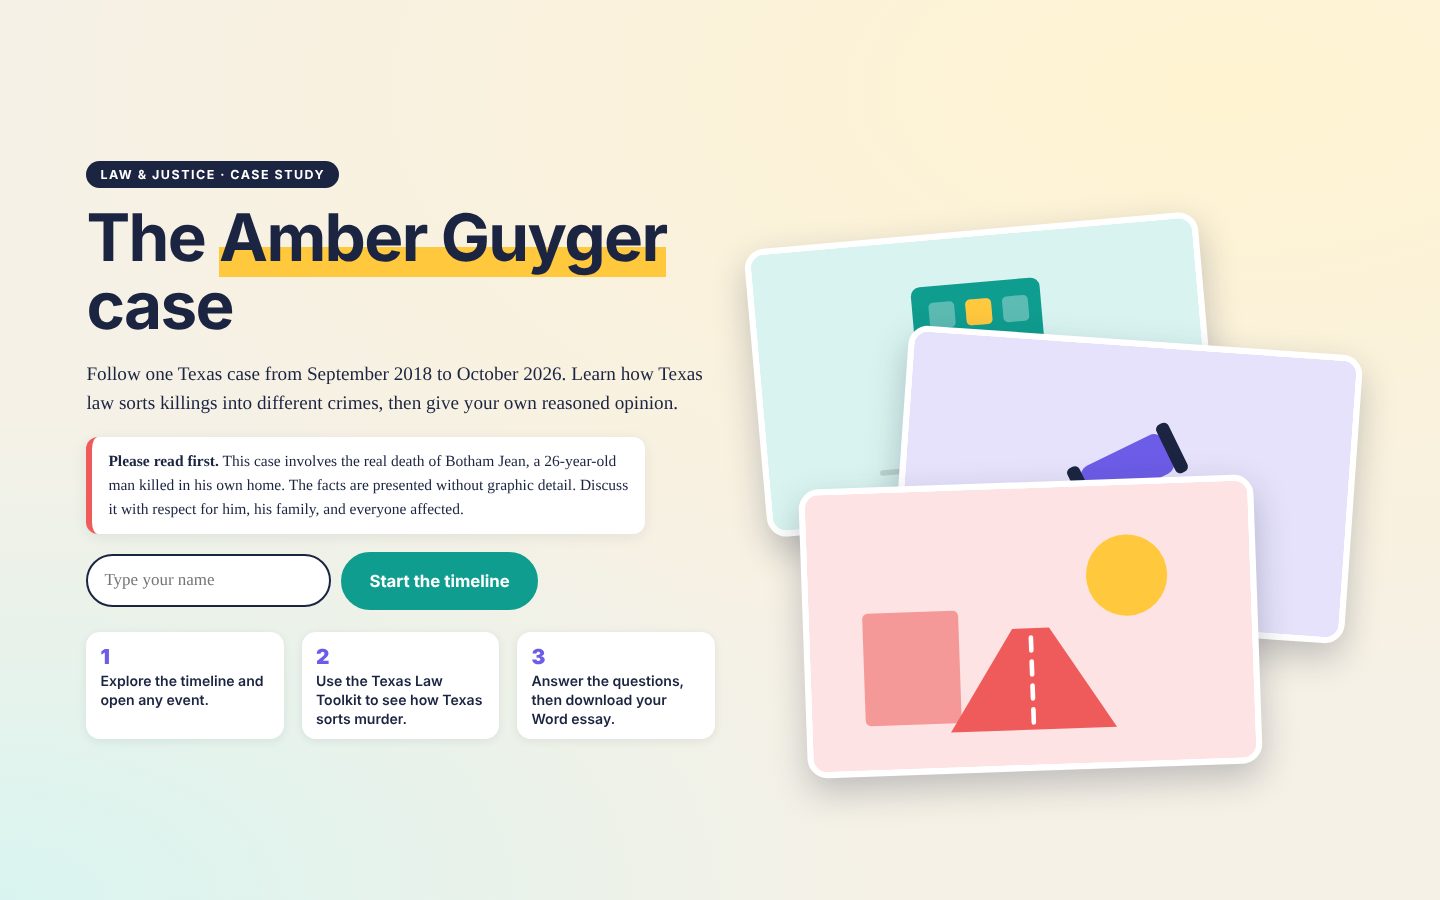 LAW & JUSTICE · CASE STUDY
The Amber Guyger
case
Follow one Texas case from September 2018 to October 2026. Learn how Texas
law sorts killings into different crimes, then give your own reasoned opinion.
Please read first. This case involves the real death of Botham Jean, a 26-year-old
man killed in his own home. The facts are presented without graphic detail. Discuss
it with respect for him, his family, and everyone affected.
Type your name
Start the timeline
1
Explore the timeline and
open any event.
2
Use the Texas Law
Toolkit to see how Texas
sorts murder.
3
Answer the questions,
then download your
Word essay.